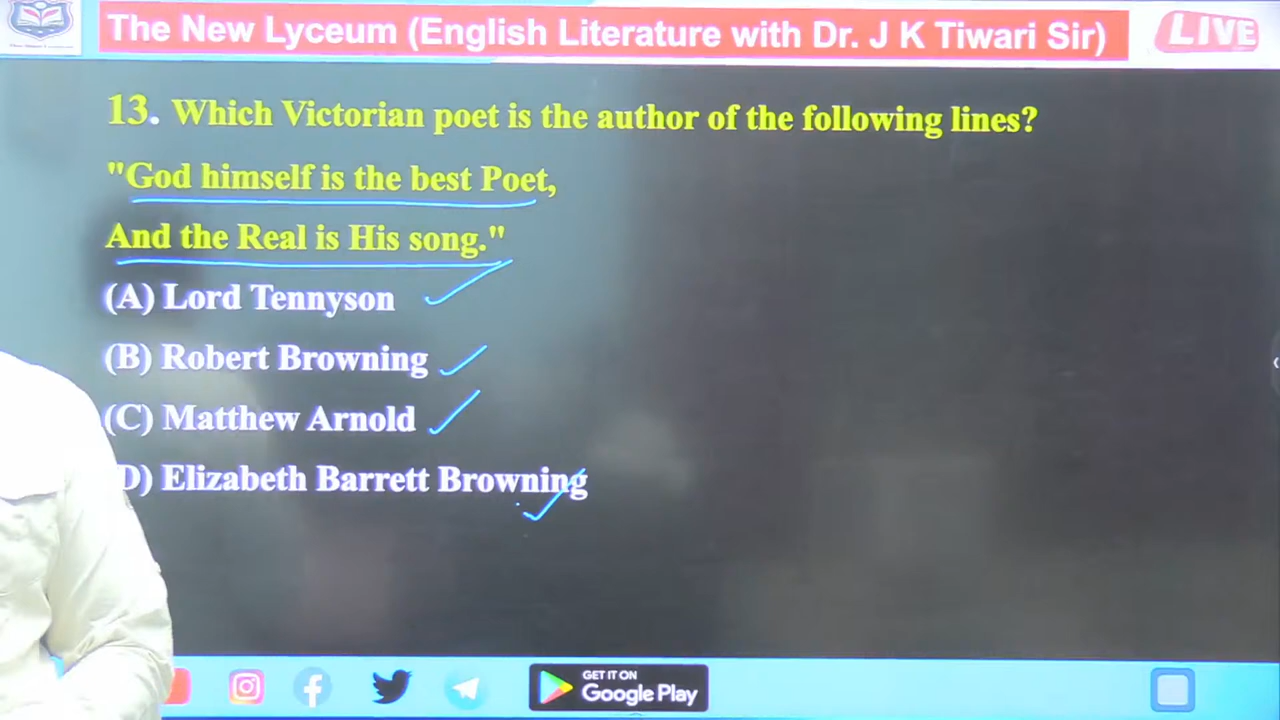 The New Lyceum (English Literature with Dr. J K Tiwari Sir)
LIVE
13. Which Victorian poet is the author of the following lines?
"God himself is the best Poet,
And the Real is His song."
(A) Lord Tennyson
(B) Robert Browning
(C) Matthew Arnold
D) Elizabeth Barrett Browning
GET IT ON
Google Play